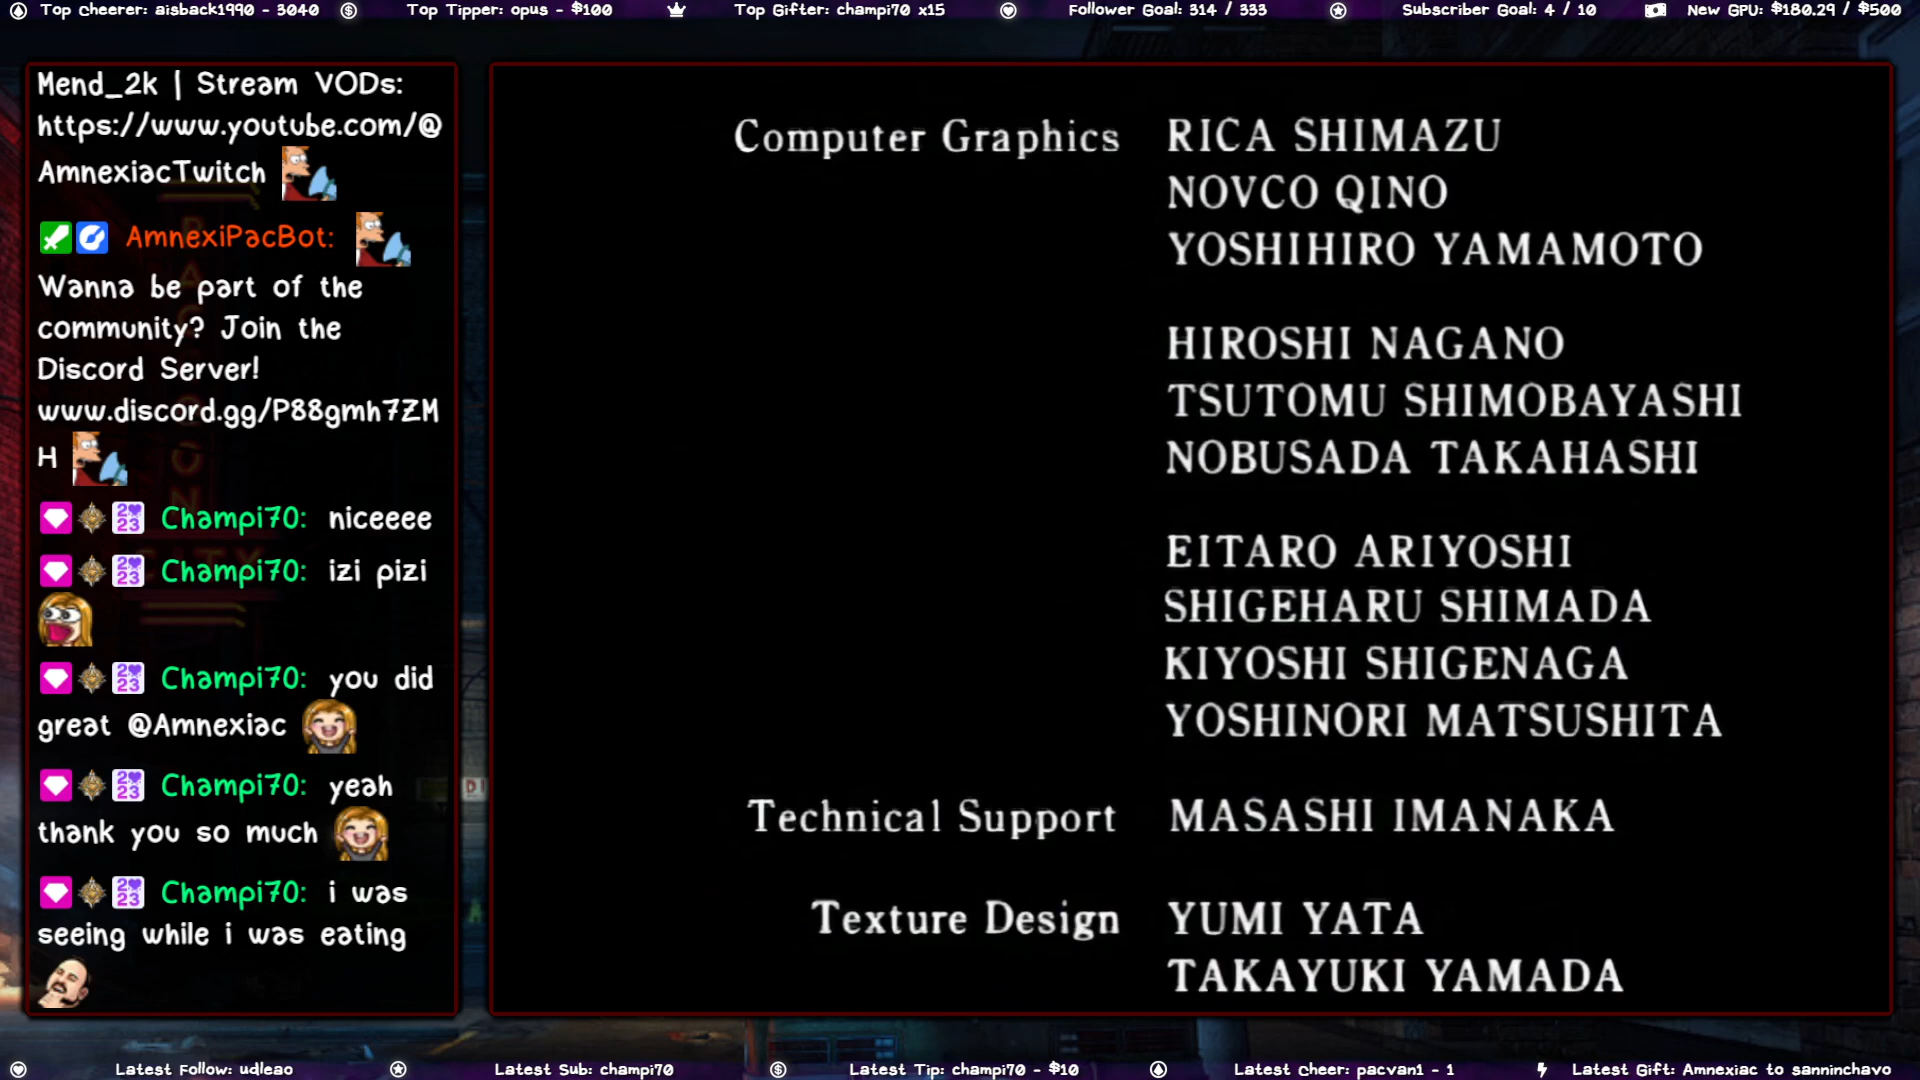 Top Cheerer: aisback1990 - 3040
Top Tipper: opus - $100
Top Gifter: champi70 x15
Follower Goal: 314 / 333
Subscriber Goal: 4 / 10
New GPU: $180.29 / $500
Mend_2k | Stream VODs:
https://www.youtube.com/@
AmnexiacTwitch
AmnexiPacBot:
Wanna be part of the
community? Join the
Discord Server!
www.discord.gg/P88gmh7ZM
H
Champi70: niceeee
Champi70: izi pizi
Champi70: you did
great @Amnexiac
Champi70: yeah
thank you so much
Champi70: i was
seeing while i was eating
Computer Graphics RICA SHIMAZU
NOVCO QINO
YOSHIHIRO YAMAMOTO
HIROSHI NAGANO
TSUTOMU SHIMOBAYASHI
NOBUSADA TAKAHASHI
EITARO ARIYOSHI
SHIGEHARU SHIMADA
KIYOSHI SHIGENAGA
YOSHINORI MATSUSHITA
Technical Support MASASHI IMANAKA
Texture Design YUMI YATA
TAKAYUKI YAMADA
Latest Follow: udleao
Latest Sub: champi70
Latest Tip: champi70 - $10
Latest Cheer: pacvan1 - 1
Latest Gift: Amnexiac to sanninchavo